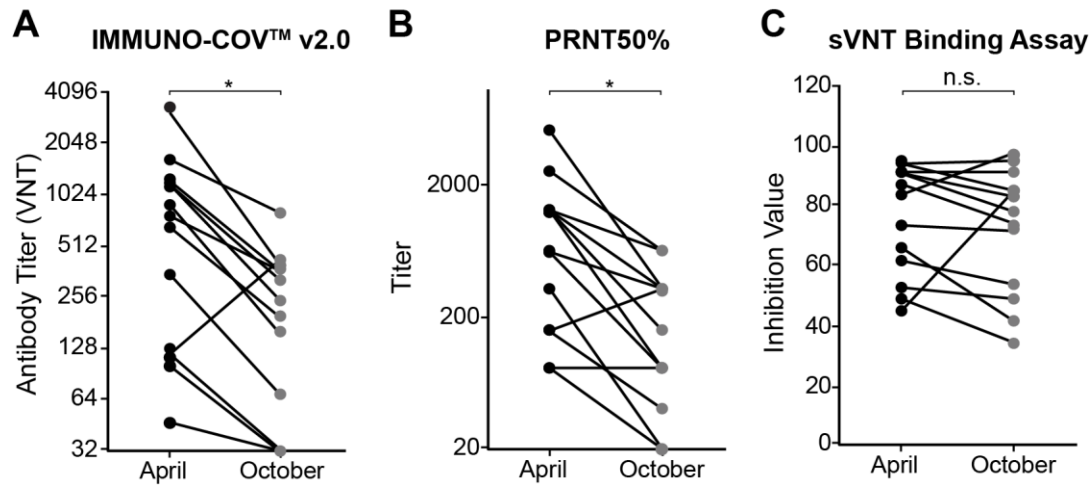 A
IMMUNO-COV™ v2.0
*
Antibody Titer (VNT)
4096
2048
1024
512
256
128
64
32
April
October
B
PRNT50%
*
Titer
2000
200
20
April
October
C
sVNT Binding Assay
n.s.
Inhibition Value
120
100
80
60
40
20
0
April
October